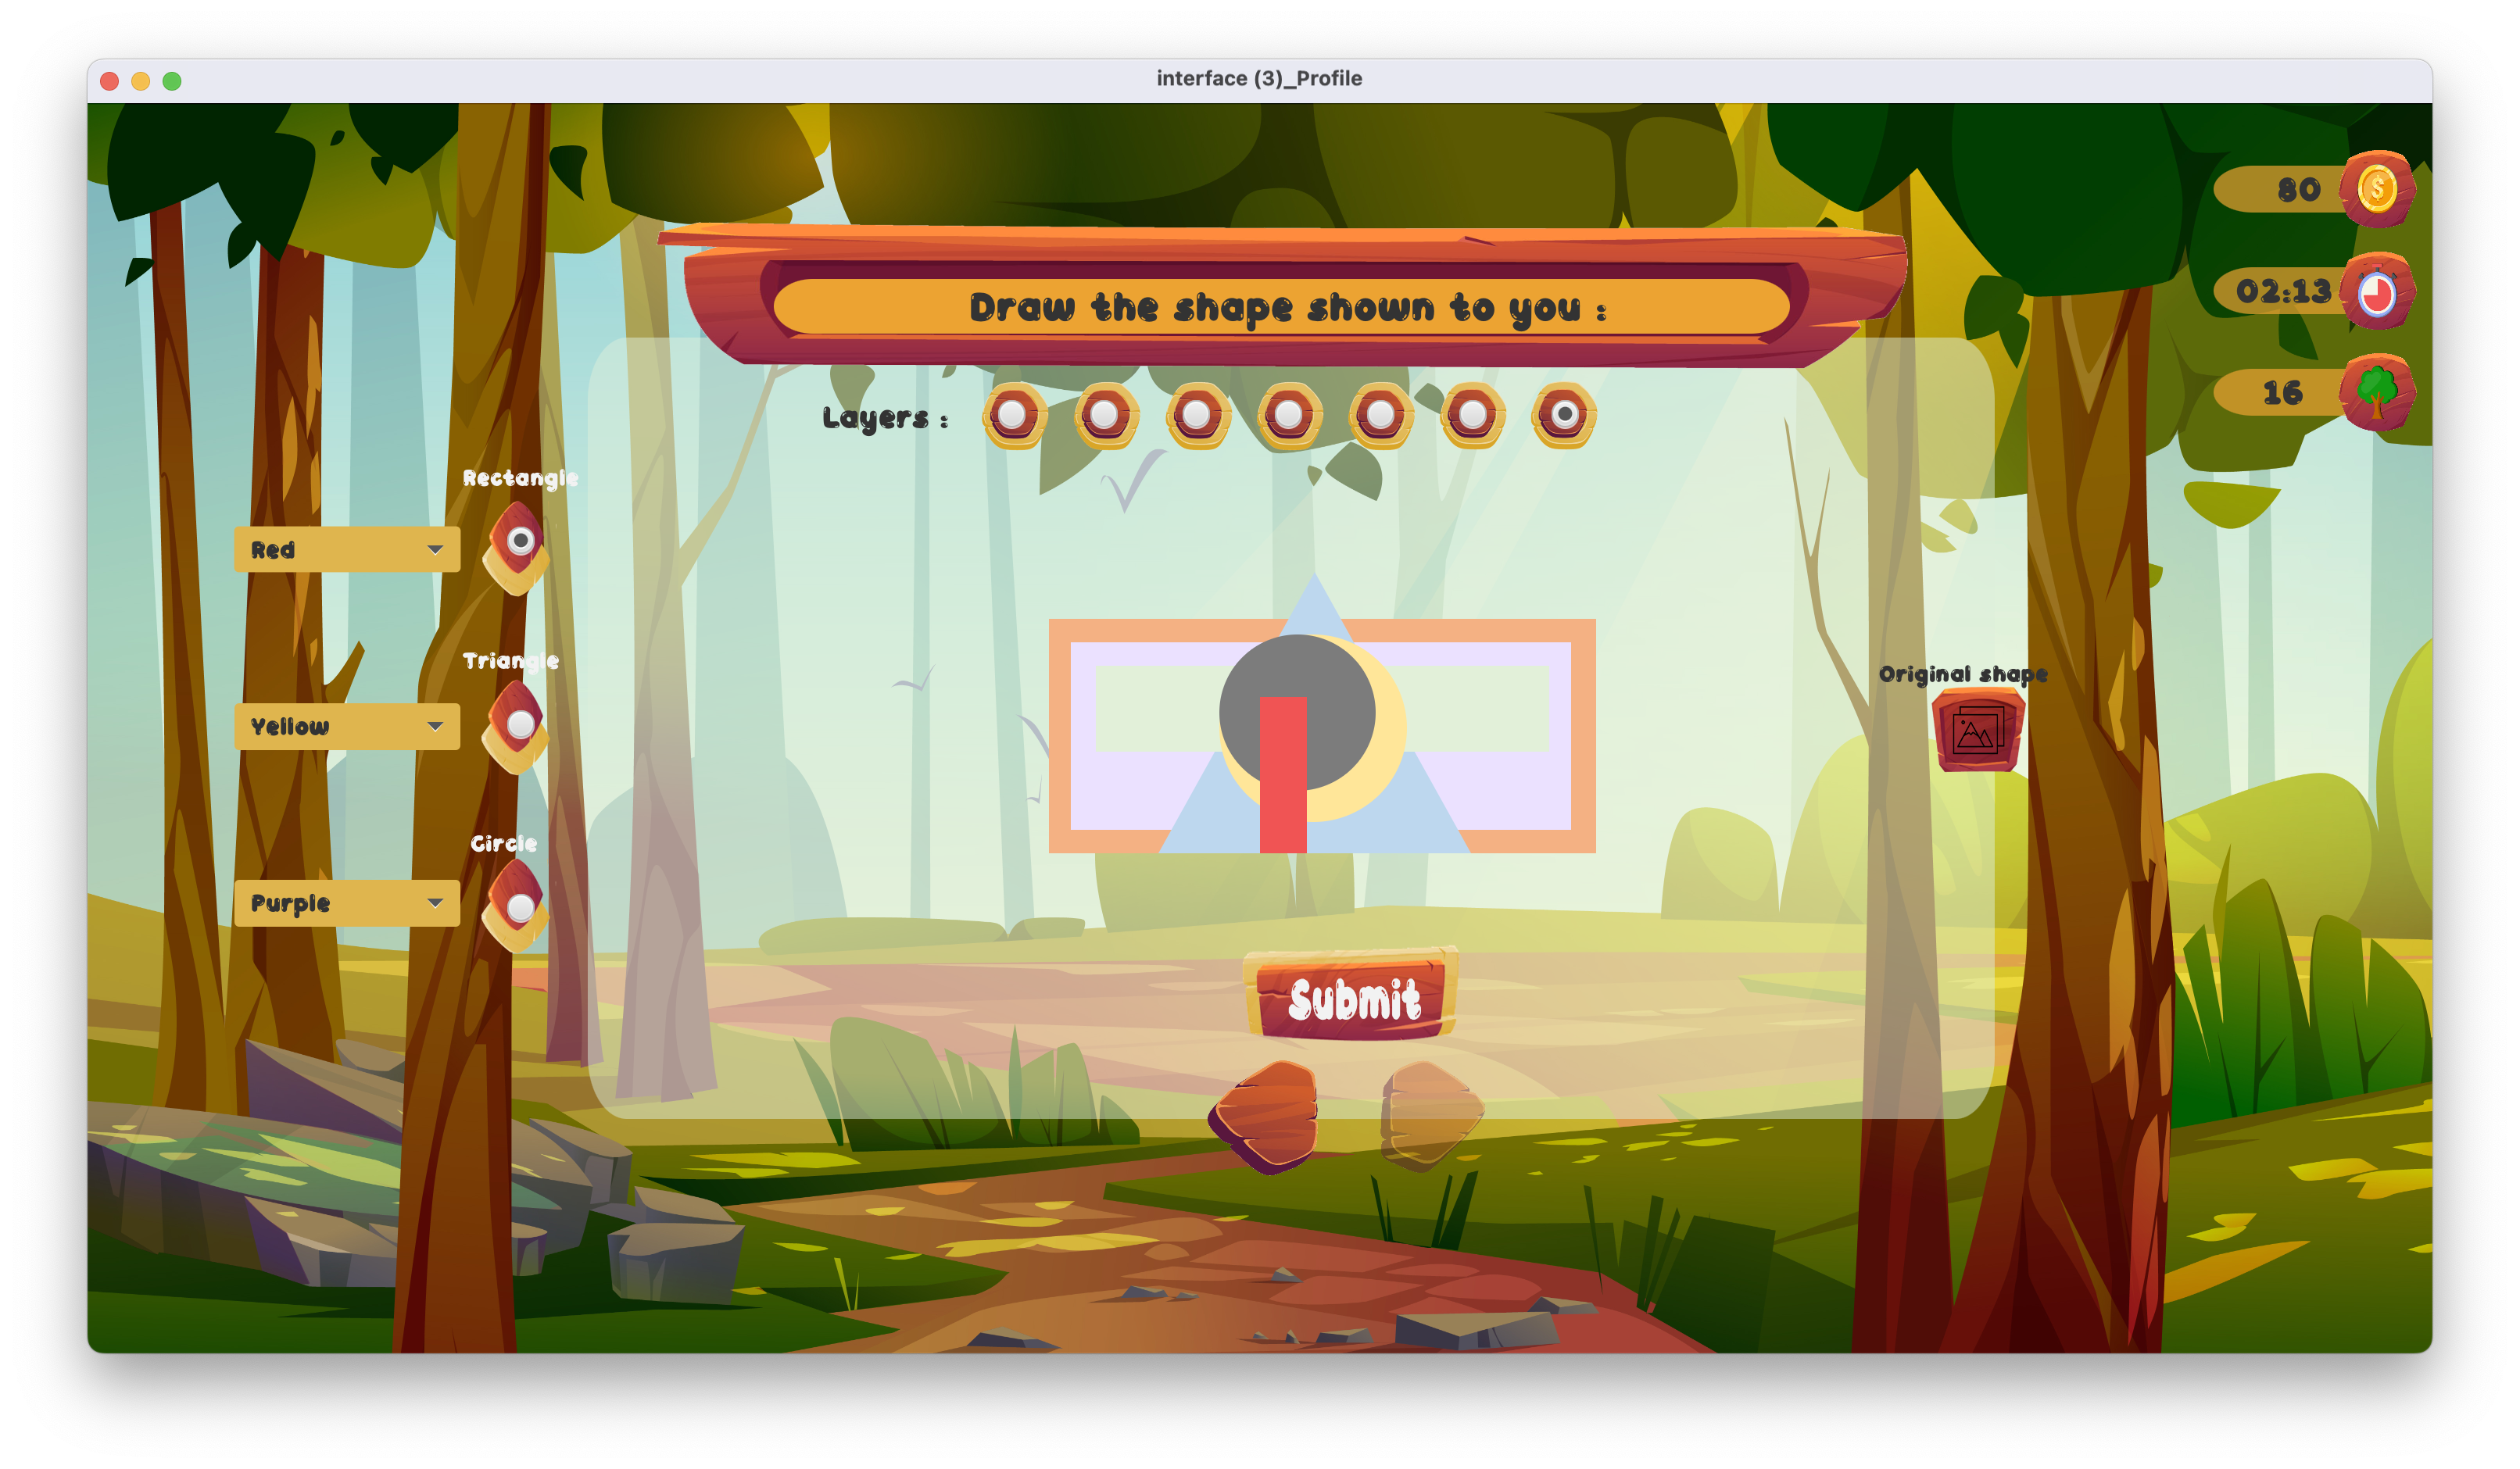 interface (3)_Profile
80
Draw the shape shown to you :
02:13
16
Layers :
Rectangle
Red
Triangle
Original shape
Yellow
Circle
Purple
Submit